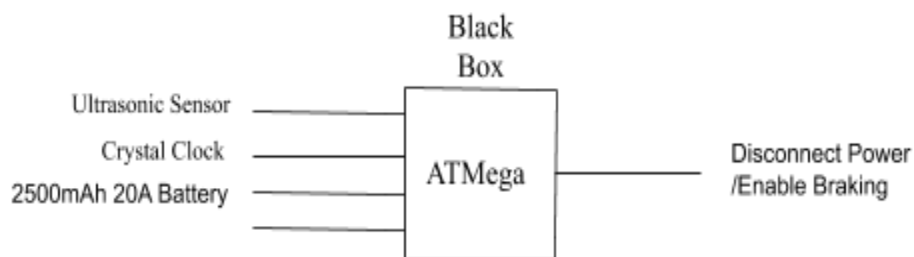 Black
Box
Ultrasonic Sensor
Crystal Clock
2500mAh 20A Battery
ATMega
Disconnect Power
/Enable Braking